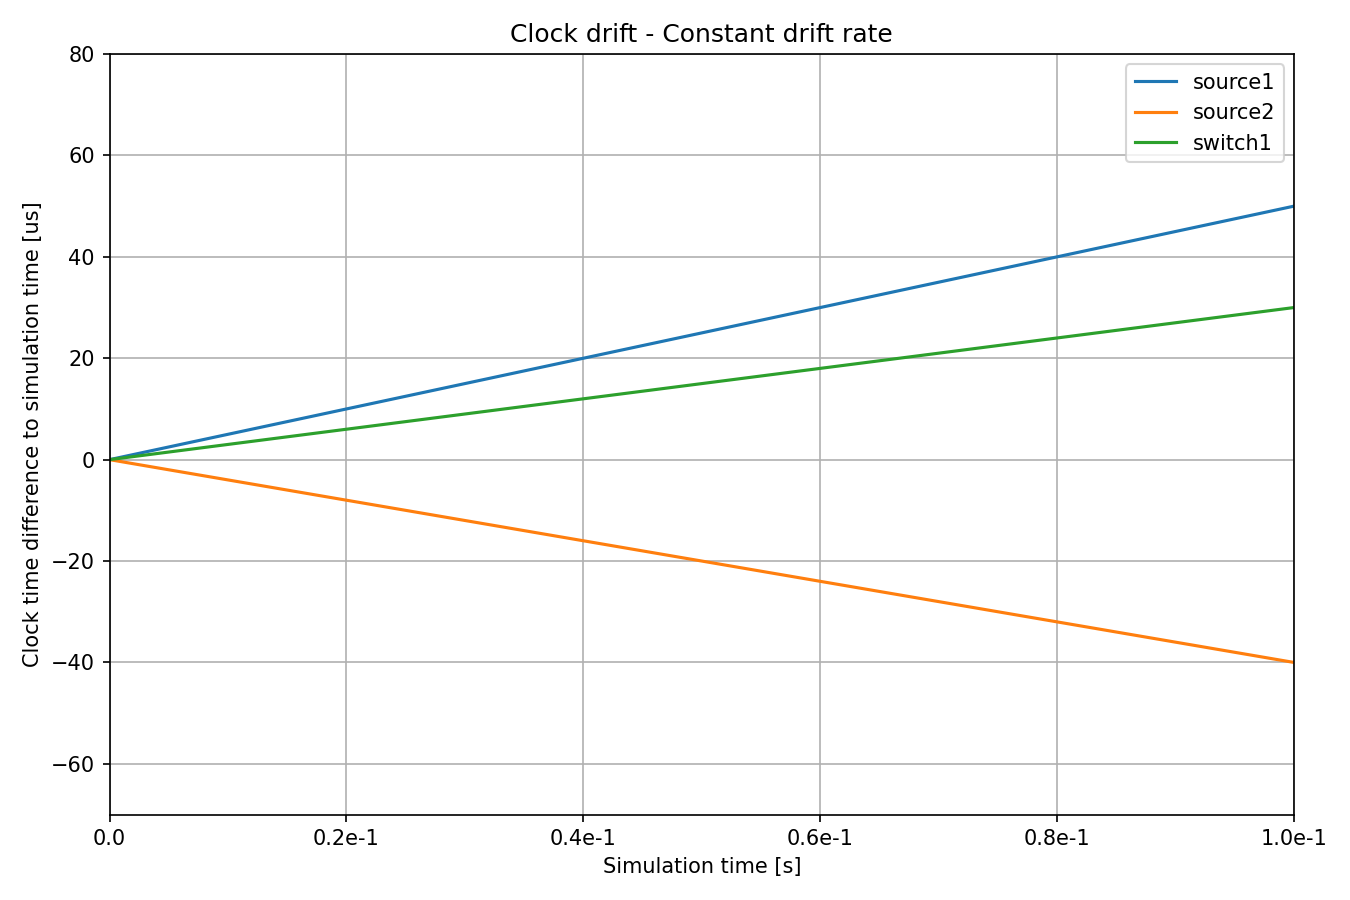 Clock drift - Constant drift rate
80
60
40
20
0
−20
−40
−60
Clock time difference to simulation time [us]
source1
source2
switch1
0.0 0.2e-1 0.4e-1 0.6e-1 0.8e-1 1.0e-1
Simulation time [s]